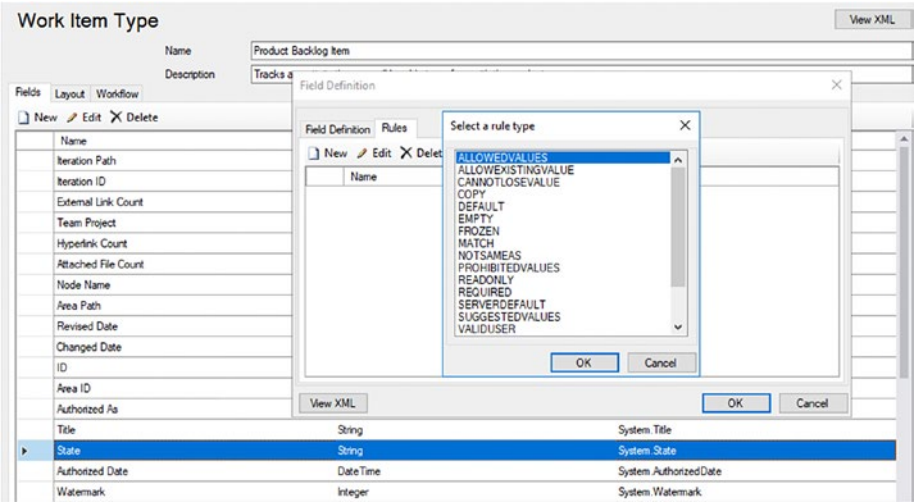 Work Item Type
View XML
Name Product Backlog Item
Description Tracks a
Field Definition
Fields Layout Workflow
New Edit Delete
Field Definition Rules
New Edit Delet
Name
Select a rule type
ALLOWEDVALUES
ALLOWEXISTINGVALUE
CANNOTLOSEVALUE
COPY
DEFAULT
EMPTY
FROZEN
MATCH
NOTSAMEAS
PROHIBITEDVALUES
READONLY
REQUIRED
SERVERDEFAULT
SUGGESTEDVALUES
VALIDUSER
OK Cancel
View XML
OK Cancel
Name
Iteration Path
Iteration ID
External Link Count
Team Project
Hyperlink Count
Attached File Count
Node Name
Area Path
Revised Date
Changed Date
ID
Area ID
Authorized As
Title String System.Title
State String System.State
Authorized Date DateTime System.AuthorizedDate
Watermark Integer System.Watermark